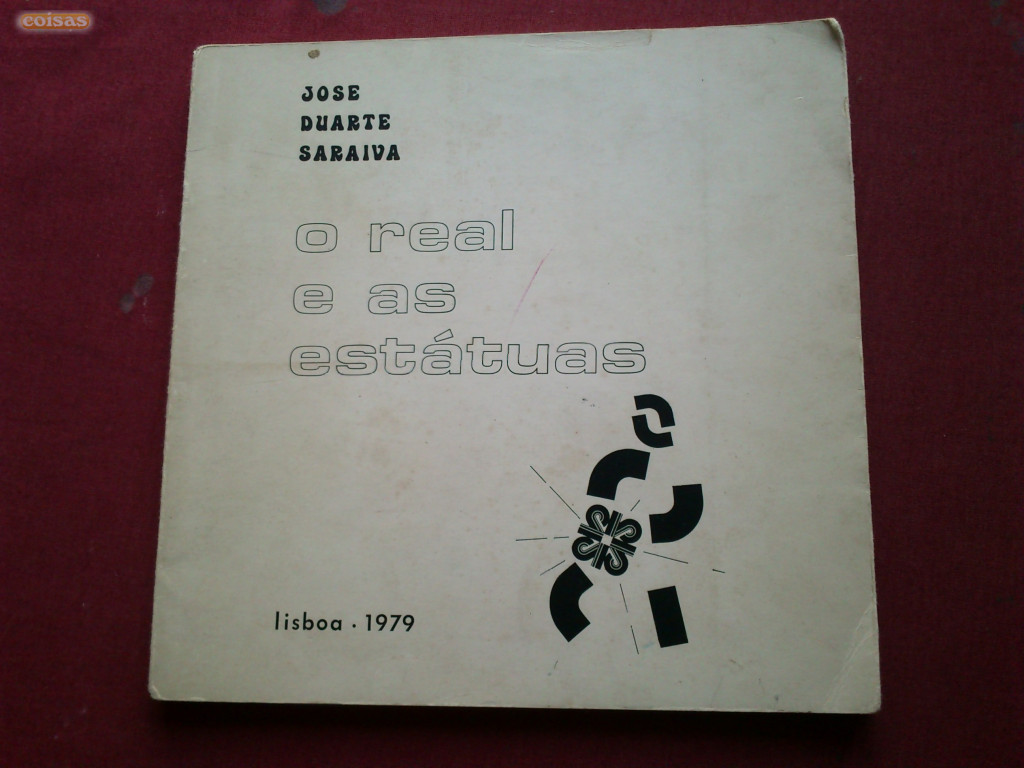 coisas
JOSE
DUARTE
SARAIVA
o real
e as
estátuas
lisboa · 1979